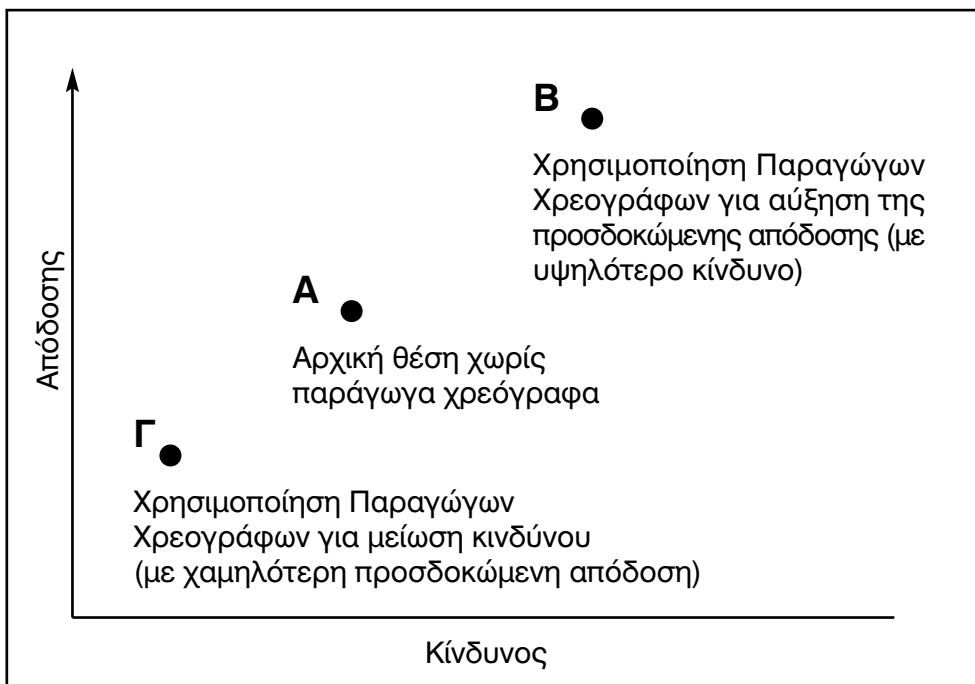 Β
Χρησιμοποίηση Παραγώγων
Χρεογράφων για αύξηση της
προσδοκώμενης απόδοσης (με
υψηλότερο κίνδυνο)
Α
Αρχική θέση χωρίς
παράγωγα χρεόγραφα
Γ
Χρησιμοποίηση Παραγώγων
Χρεογράφων για μείωση κινδύνου
(με χαμηλότερη προσδοκώμενη απόδοση)
Απόδοσης
Κίνδυνος